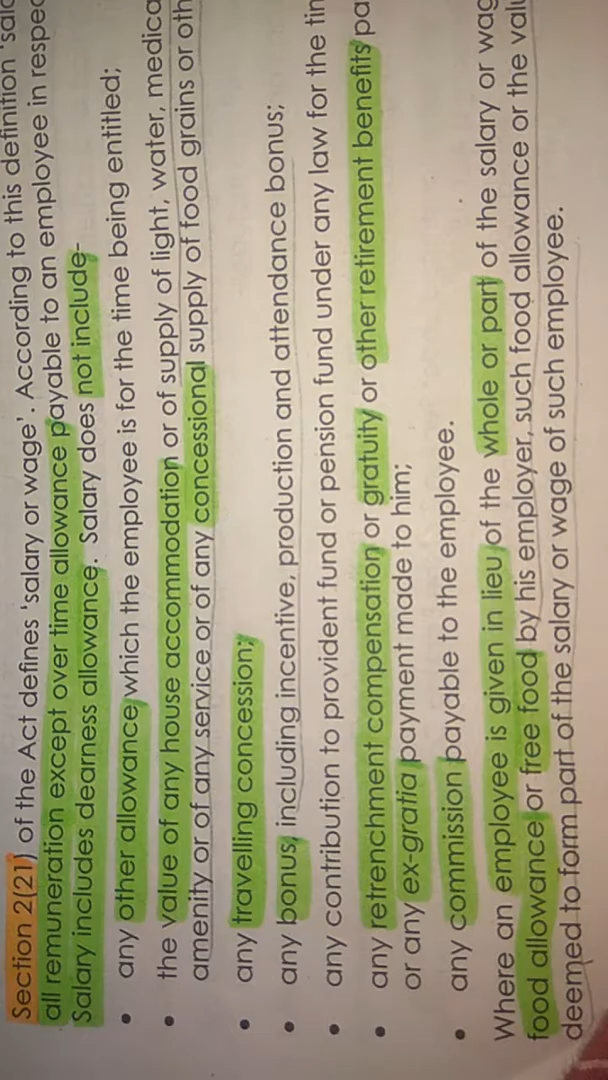 Section 2(21) of the Act defines 'salary or wage'. According to this definition
all remuneration except over time allowance payable to an employee in
Salary includes dearness allowance. Salary does not include-
• any other allowance which the employee is for the time being entitled;
• the value of any house accommodation or of supply of light, water,
amenity or of any service or of any concessional supply of food grains or
• any travelling concession;
• any bonus, including incentive, production and attendance bonus;
• any contribution to provident fund or pension fund under any law for the
• any retrenchment compensation or gratuity or other retirement benefits
or any ex-gratia payment made to him;
• any commission payable to the employee.
Where an employee is given in lieu of the whole or part of the salary or
food allowance or free food by his employer, such food allowance or the
deemed to form part of the salary or wage of such employee.